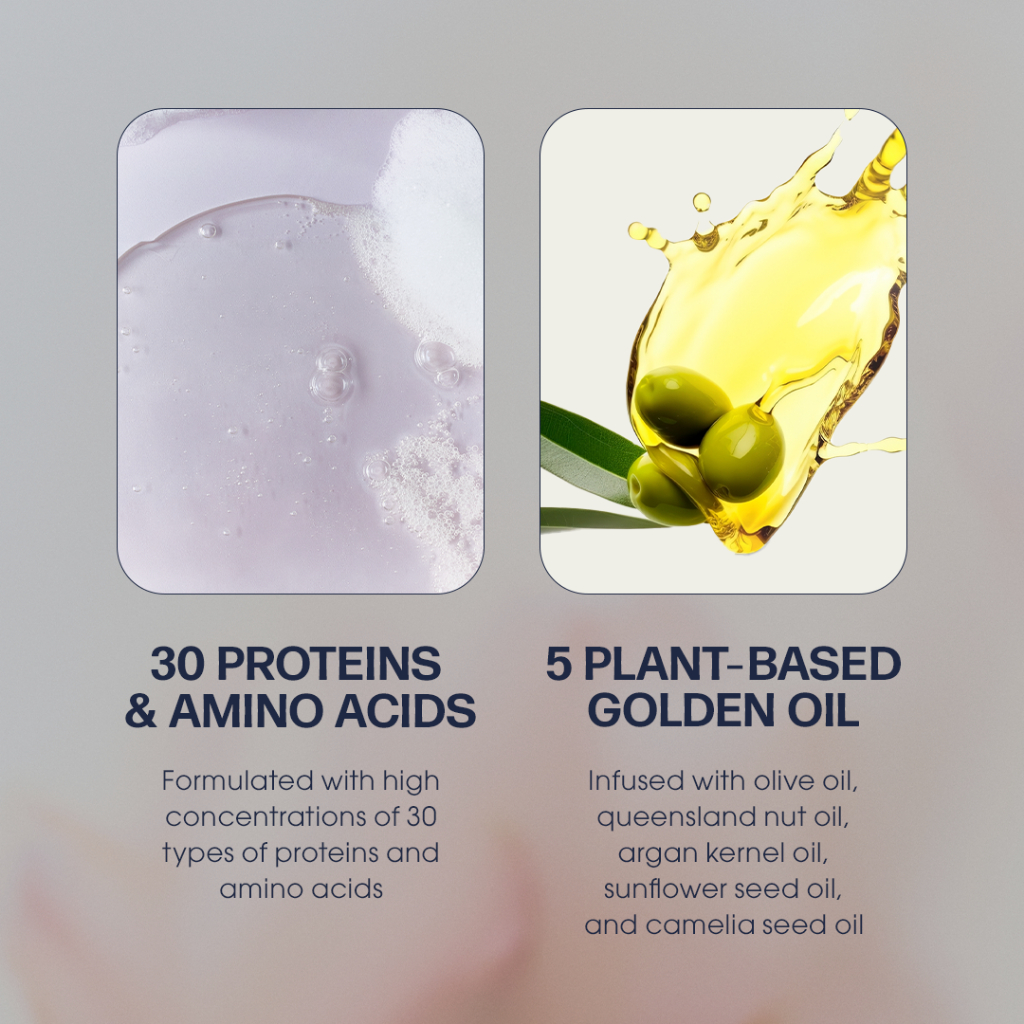 30 PROTEINS
& AMINO ACIDS
Formulated with high
concentrations of 30
types of proteins and
amino acids
5 PLANT-BASED
GOLDEN OIL
Infused with olive oil,
queensland nut oil,
argan kernel oil,
sunflower seed oil,
and camelia seed oil